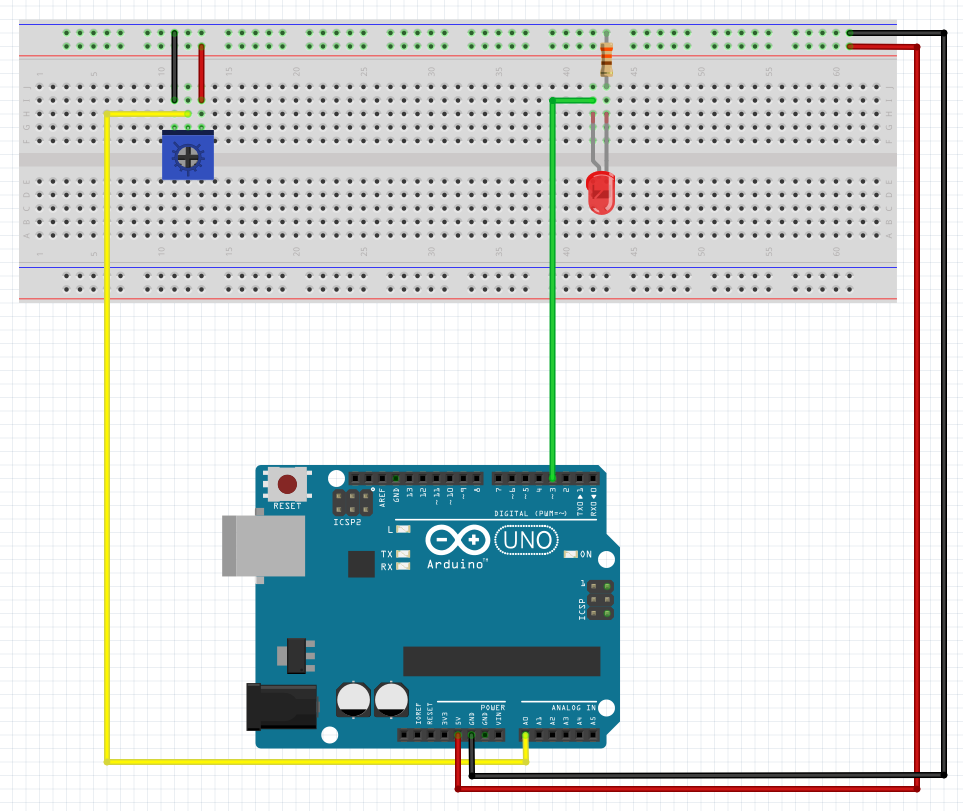 1 5 10 15 20 25 30 35 40 45 50 55 60
J J
I I
H H
G G
F F
E E
D D
C C
B B
A A
1 5 10 15 20 25 30 35 40 45 50 55 60
RESET
AREF GND 13 12 ~11 ~10 ~9 8 7 ~6 ~5 4 ~3 2 TX0▶1 RX0◀0
ICSP2
DIGITAL (PWM=~)
L
TX
RX
UNO
ON
Arduino™
1
ICSP
POWER
ANALOG IN
IOREF RESET 3V3 5V GND GND VIN A0 A1 A2 A3 A4 A5